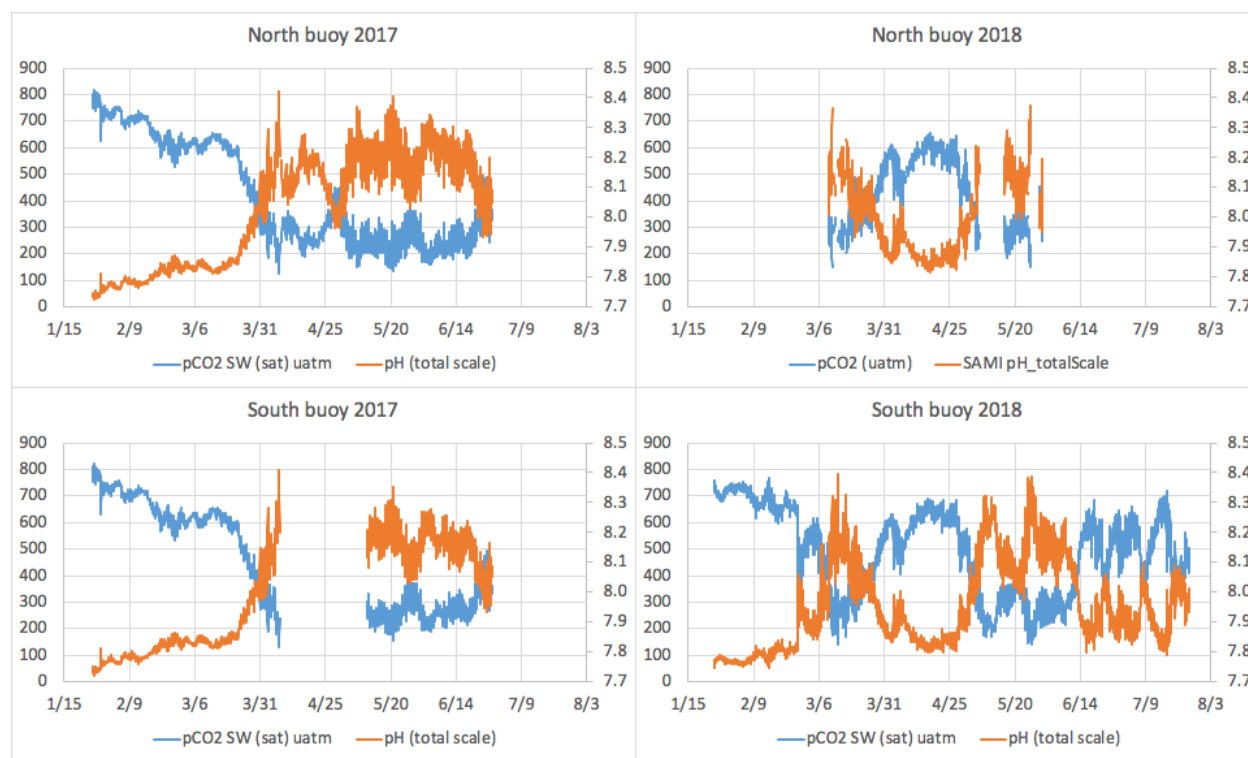 North buoy 2017
900 800 700 600 500 400 300 200 100 0
8.5 8.4 8.3 8.2 8.1 8.0 7.9 7.8 7.7
1/15 2/9 3/6 3/31 4/25 5/20 6/14 7/9 8/3
pCO2 SW (sat) uatm pH (total scale)
North buoy 2018
900 800 700 600 500 400 300 200 100 0
8.5 8.4 8.3 8.2 8.1 8.0 7.9 7.8 7.7
1/15 2/9 3/6 3/31 4/25 5/20 6/14 7/9 8/3
pCO2 (uatm) SAMI pH_totalScale
South buoy 2017
900 800 700 600 500 400 300 200 100 0
8.5 8.4 8.3 8.2 8.1 8.0 7.9 7.8 7.7
1/15 2/9 3/6 3/31 4/25 5/20 6/14 7/9 8/3
pCO2 SW (sat) uatm pH (total scale)
South buoy 2018
900 800 700 600 500 400 300 200 100 0
8.5 8.4 8.3 8.2 8.1 8.0 7.9 7.8 7.7
1/15 2/9 3/6 3/31 4/25 5/20 6/14 7/9 8/3
pCO2 SW (sat) uatm pH (total scale)